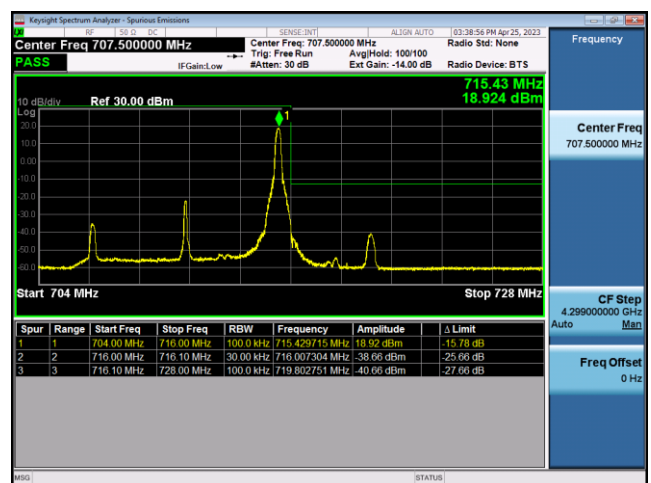 Keysight Spectrum Analyzer - Spurious Emissions
RF 50 Ω DC SENSE:INT ALIGN AUTO 03:38:56 PM Apr 25, 2023
Center Freq 707.500000 MHz
Center Freq: 707.500000 MHz Radio Std: None
Trig: Free Run Avg|Hold: 100/100
PASS IFGain:Low #Atten: 30 dB Ext Gain: -14.00 dB Radio Device: BTS
715.43 MHz
18.924 dBm
10 dB/div Ref 30.00 dBm
Log
1
20.0
10.0
0.00
-10.0
-20.0
-30.0
-40.0
-50.0
-60.0
Start 704 MHz Stop 728 MHz
Spur Range Start Freq Stop Freq RBW Frequency Amplitude Δ Limit
1 1 704.00 MHz 716.00 MHz 100.0 kHz 715.429715 MHz 18.92 dBm -15.78 dB
2 2 716.00 MHz 716.10 MHz 30.00 kHz 716.007304 MHz -38.66 dBm -25.66 dB
3 3 716.10 MHz 728.00 MHz 100.0 kHz 719.802751 MHz -40.66 dBm -27.66 dB
MSG STATUS
Frequency
Center Freq
707.500000 MHz
CF Step
4.299000000 GHz
Auto Man
Freq Offset
0 Hz